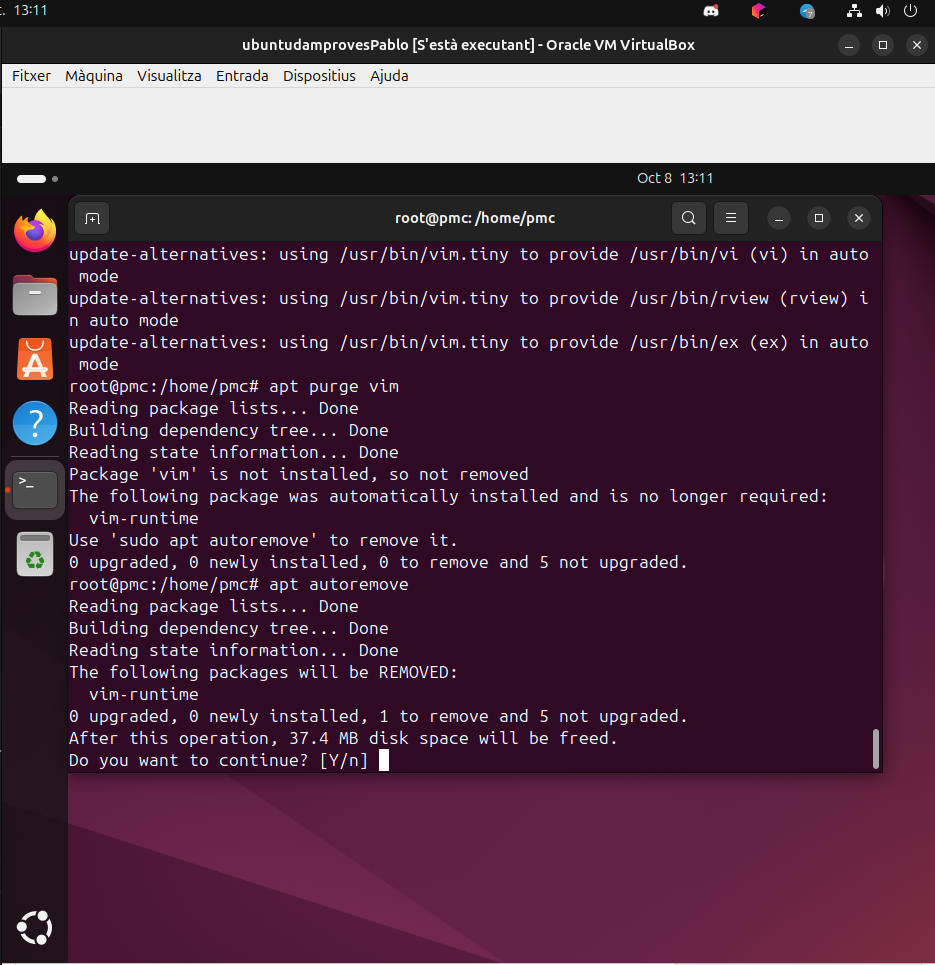 13:11
ubuntudamprovesPablo [S'està executant] - Oracle VM VirtualBox
Fitxer Màquina Visualitza Entrada Dispositius Ajuda
Oct 8 13:11
root@pmc: /home/pmc
update-alternatives: using /usr/bin/vim.tiny to provide /usr/bin/vi (vi) in auto
mode
update-alternatives: using /usr/bin/vim.tiny to provide /usr/bin/rview (rview) i
n auto mode
update-alternatives: using /usr/bin/vim.tiny to provide /usr/bin/ex (ex) in auto
mode
root@pmc:/home/pmc# apt purge vim
Reading package lists... Done
Building dependency tree... Done
Reading state information... Done
Package 'vim' is not installed, so not removed
The following package was automatically installed and is no longer required:
  vim-runtime
Use 'sudo apt autoremove' to remove it.
0 upgraded, 0 newly installed, 0 to remove and 5 not upgraded.
root@pmc:/home/pmc# apt autoremove
Reading package lists... Done
Building dependency tree... Done
Reading state information... Done
The following packages will be REMOVED:
  vim-runtime
0 upgraded, 0 newly installed, 1 to remove and 5 not upgraded.
After this operation, 37.4 MB disk space will be freed.
Do you want to continue? [Y/n]